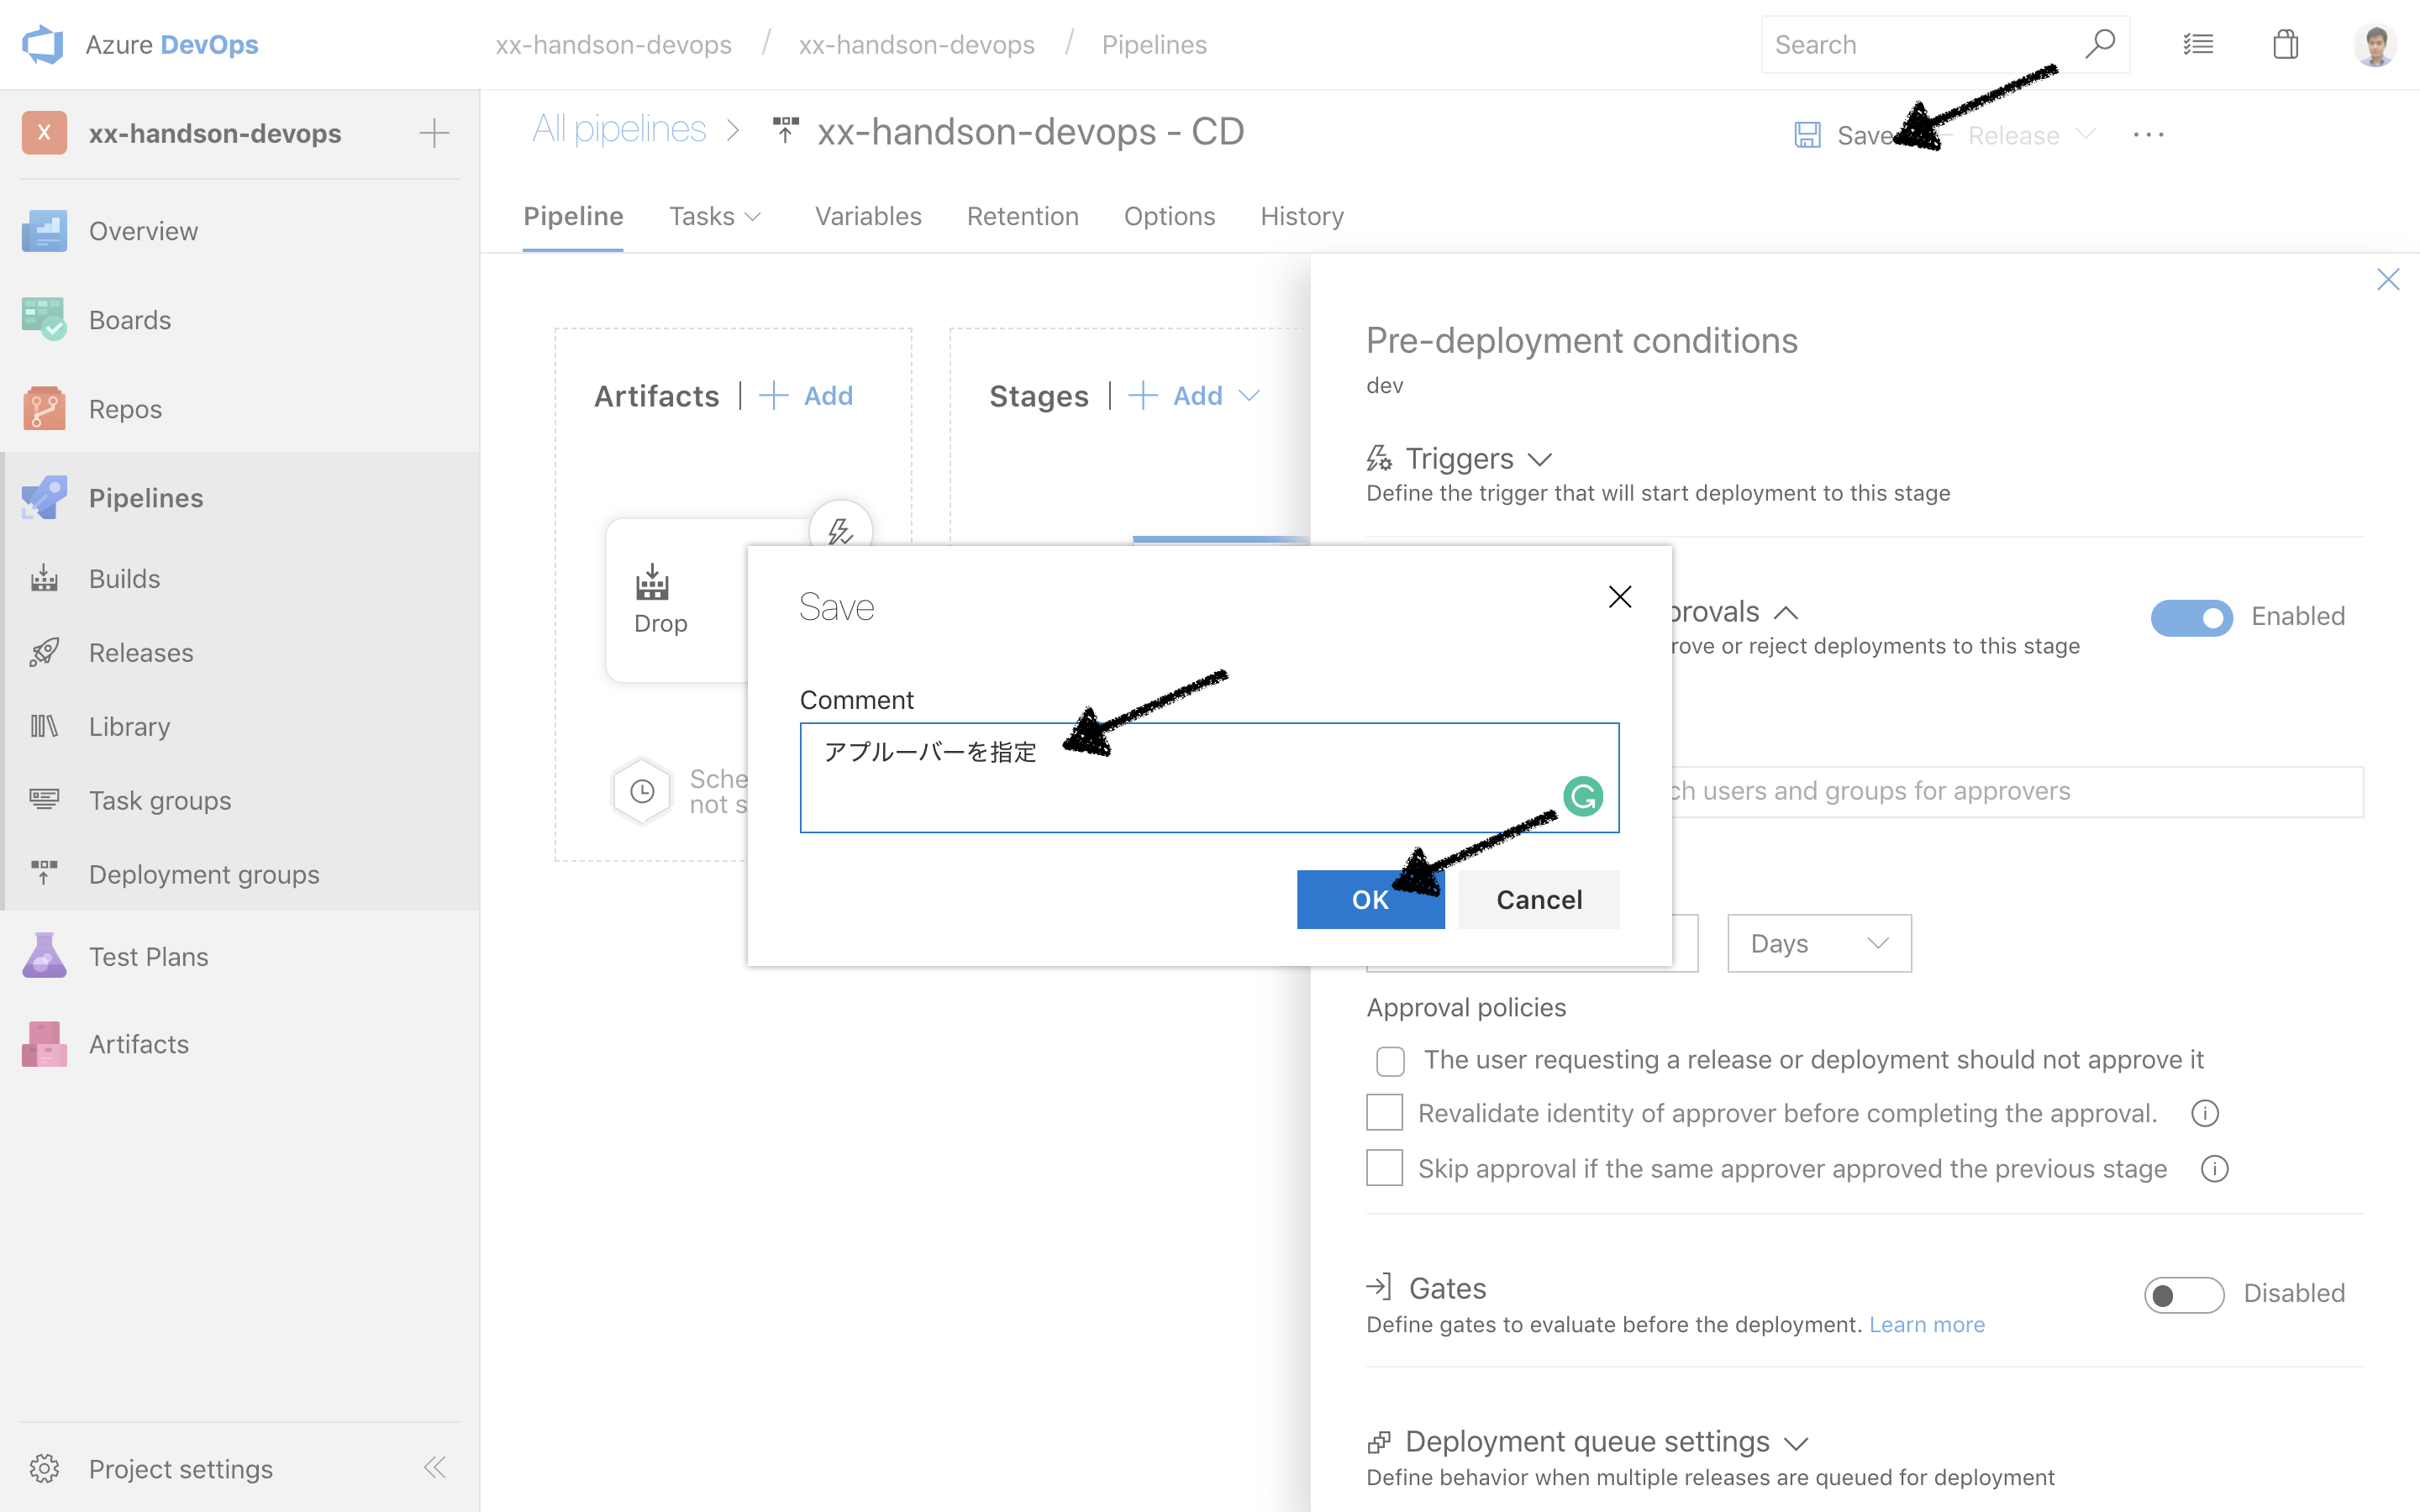 Azure DevOps
xx-handson-devops / xx-handson-devops / Pipelines
Search
X
xx-handson-devops
All pipelines > xx-handson-devops - CD
Save
Release
Pipeline Tasks Variables Retention Options History
Overview
Boards
Repos
Pipelines
Builds
Releases
Library
Task groups
Deployment groups
Test Plans
Artifacts
Project settings
Artifacts | + Add
Stages | + Add
Drop
Sche
not s
Pre-deployment conditions
dev
Triggers
Define the trigger that will start deployment to this stage
provals
Enabled
rove or reject deployments to this stage
ch users and groups for approvers
Days
Save
Comment
アプルーバーを指定
OK
Cancel
Approval policies
The user requesting a release or deployment should not approve it
Revalidate identity of approver before completing the approval.
Skip approval if the same approver approved the previous stage
Gates
Disabled
Define gates to evaluate before the deployment. Learn more
Deployment queue settings
Define behavior when multiple releases are queued for deployment